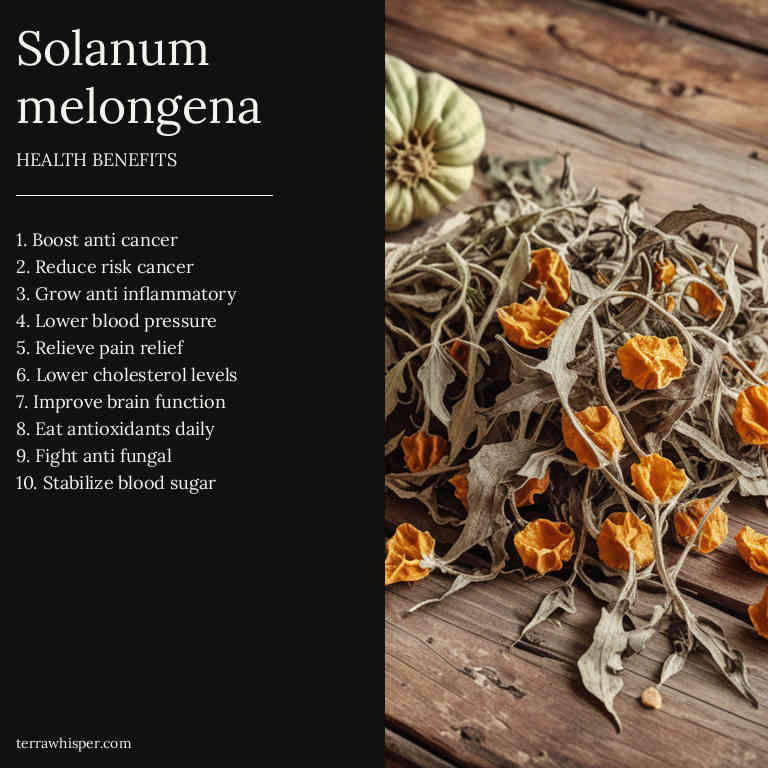 Solanum
melongena
HEALTH BENEFITS
1. Boost anti cancer
2. Reduce risk cancer
3. Grow anti inflammatory
4. Lower blood pressure
5. Relieve pain relief
6. Lower cholesterol levels
7. Improve brain function
8. Eat antioxidants daily
9. Fight anti fungal
10. Stabilize blood sugar
terrawhisper.com